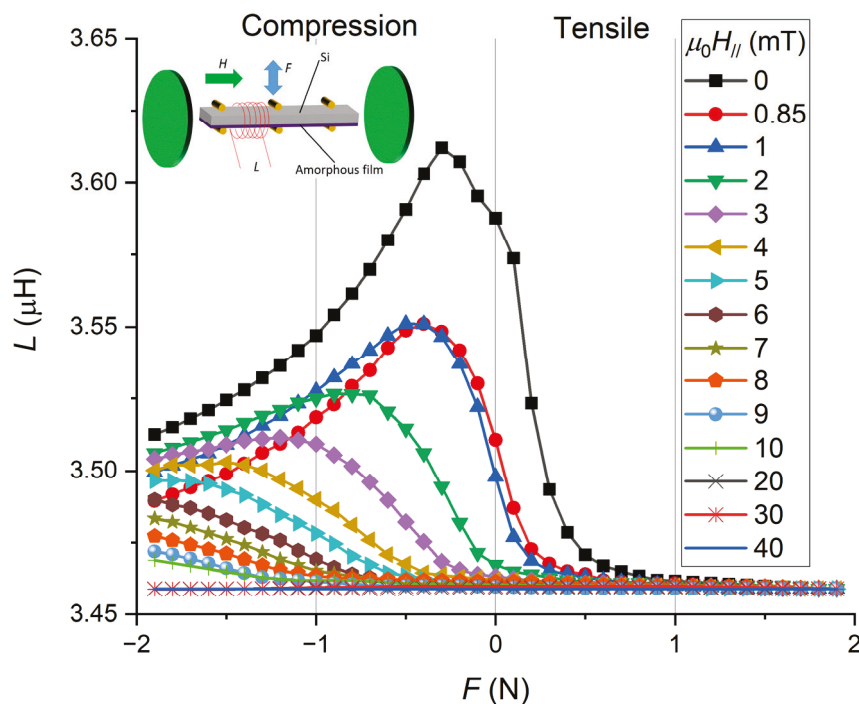 Compression
Tensile
H
F
Si
L
Amorphous film
μ₀H// (mT)
0
0.85
1
2
3
4
5
6
7
8
9
10
20
30
40
3.65
3.60
3.55
3.50
3.45
L (μH)
−2
−1
0
1
2
F (N)